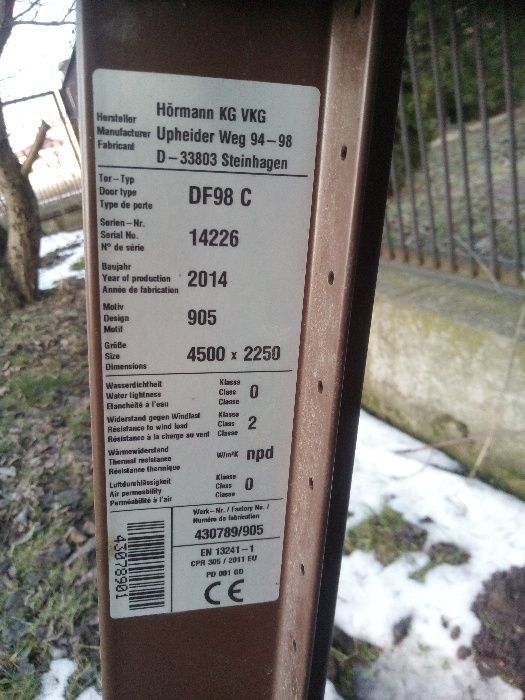 Hersteller
Manufacturer
Fabricant
Hörmann KG VKG
Upheider Weg 94-98
D-33803 Steinhagen
Tor-Typ
Door type
Type de porte
DF98 C
Serien-Nr.
Serial No.
N° de série
14226
Baujahr
Year of production
Année de fabrication
2014
Motiv
Design
Motif
905
Größe
Size
Dimensions
4500 x 2250
Wasserdichtheit
Water tightness
Etanchéité à l'eau
Klasse
Class
Classe
0
Widerstand gegen Windlast
Résistance to wind load
Résistance à la charge au vent
Klasse
Class
Classe
2
Wärmewiderstand
Thermal resistance
Résistance thermique
W/m²K
npd
Luftdurchlässigkeit
Air permeability
Perméabilité à l'air
Klasse
Class
Classe
0
43078901
Werk-Nr. / Factory No. /
Numéro de fabrication
430789/905
EN 13241-1
CPR 305 / 2011 EU
PD 001 GD
CE